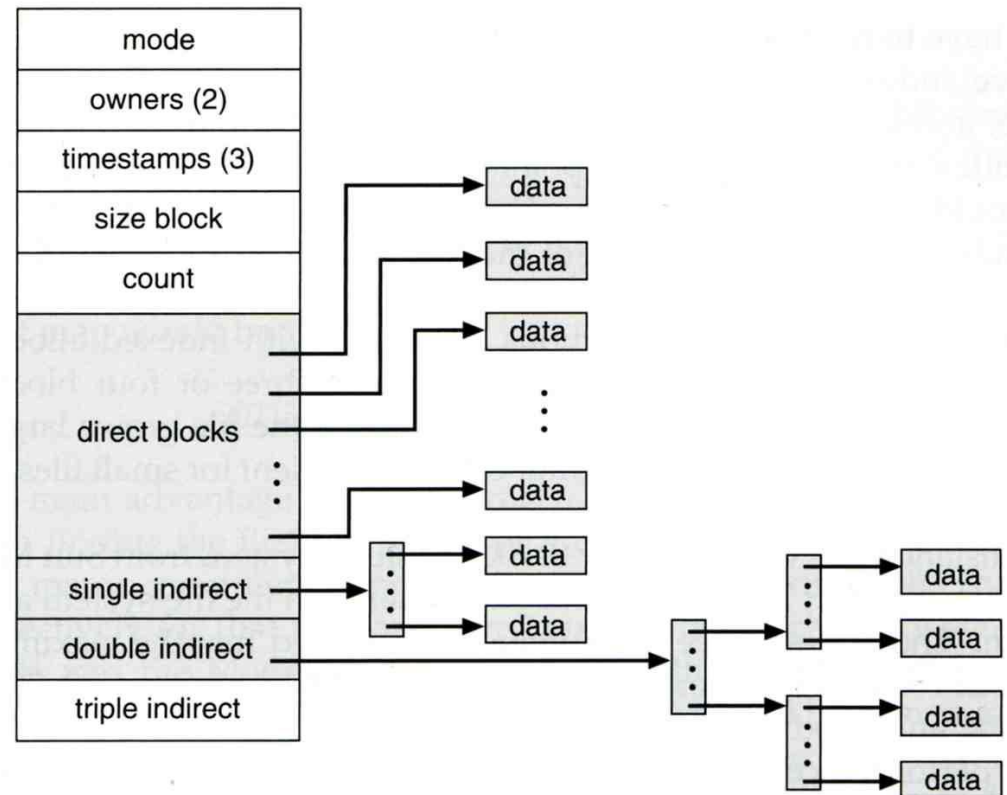 mode
owners (2)
timestamps (3)
size block
count
direct blocks
single indirect
double indirect
triple indirect
data
data
data
data
data
data
data
data
data
data